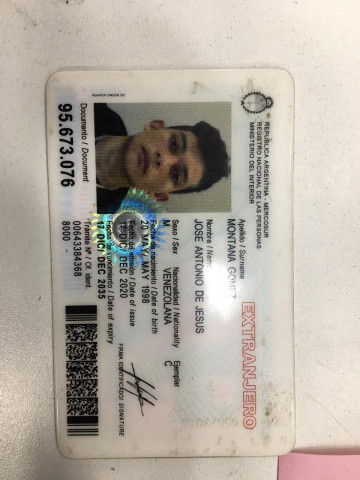 REPÚBLICA ARGENTINA - MERCOSUR
REGISTRO NACIONAL DE LAS PERSONAS
MINISTERIO DEL INTERIOR
EXTRANJERO
Apellido / Surname
MONTANA GOMEZ
Nombre / Name
JOSE ANTONIO DE JESUS
Sexo / Sex
M
Nacionalidad / Nationality
VENEZOLANA
Ejemplar
C
Fecha de nacimiento / Date of birth
20 MAY/ MAY 1998
Fecha de emisión / Date of issue
17 DIC/ DEC 2020
Fecha de vencimiento / Date of expiry
17 DIC/ DEC 2035
Trámite Nº / Of. ident.
00643384368
8000
Documento / Document
95.673.076
FIRMA IDENTIFICADO/ SIGNATURE